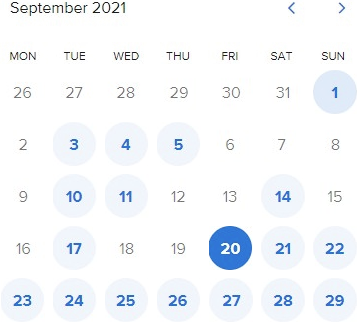 September 2021
MON TUE WED THU FRI SAT SUN
26 27 28 29 30 31 1
2 3 4 5 6 7 8
9 10 11 12 13 14 15
16 17 18 19 20 21 22
23 24 25 26 27 28 29